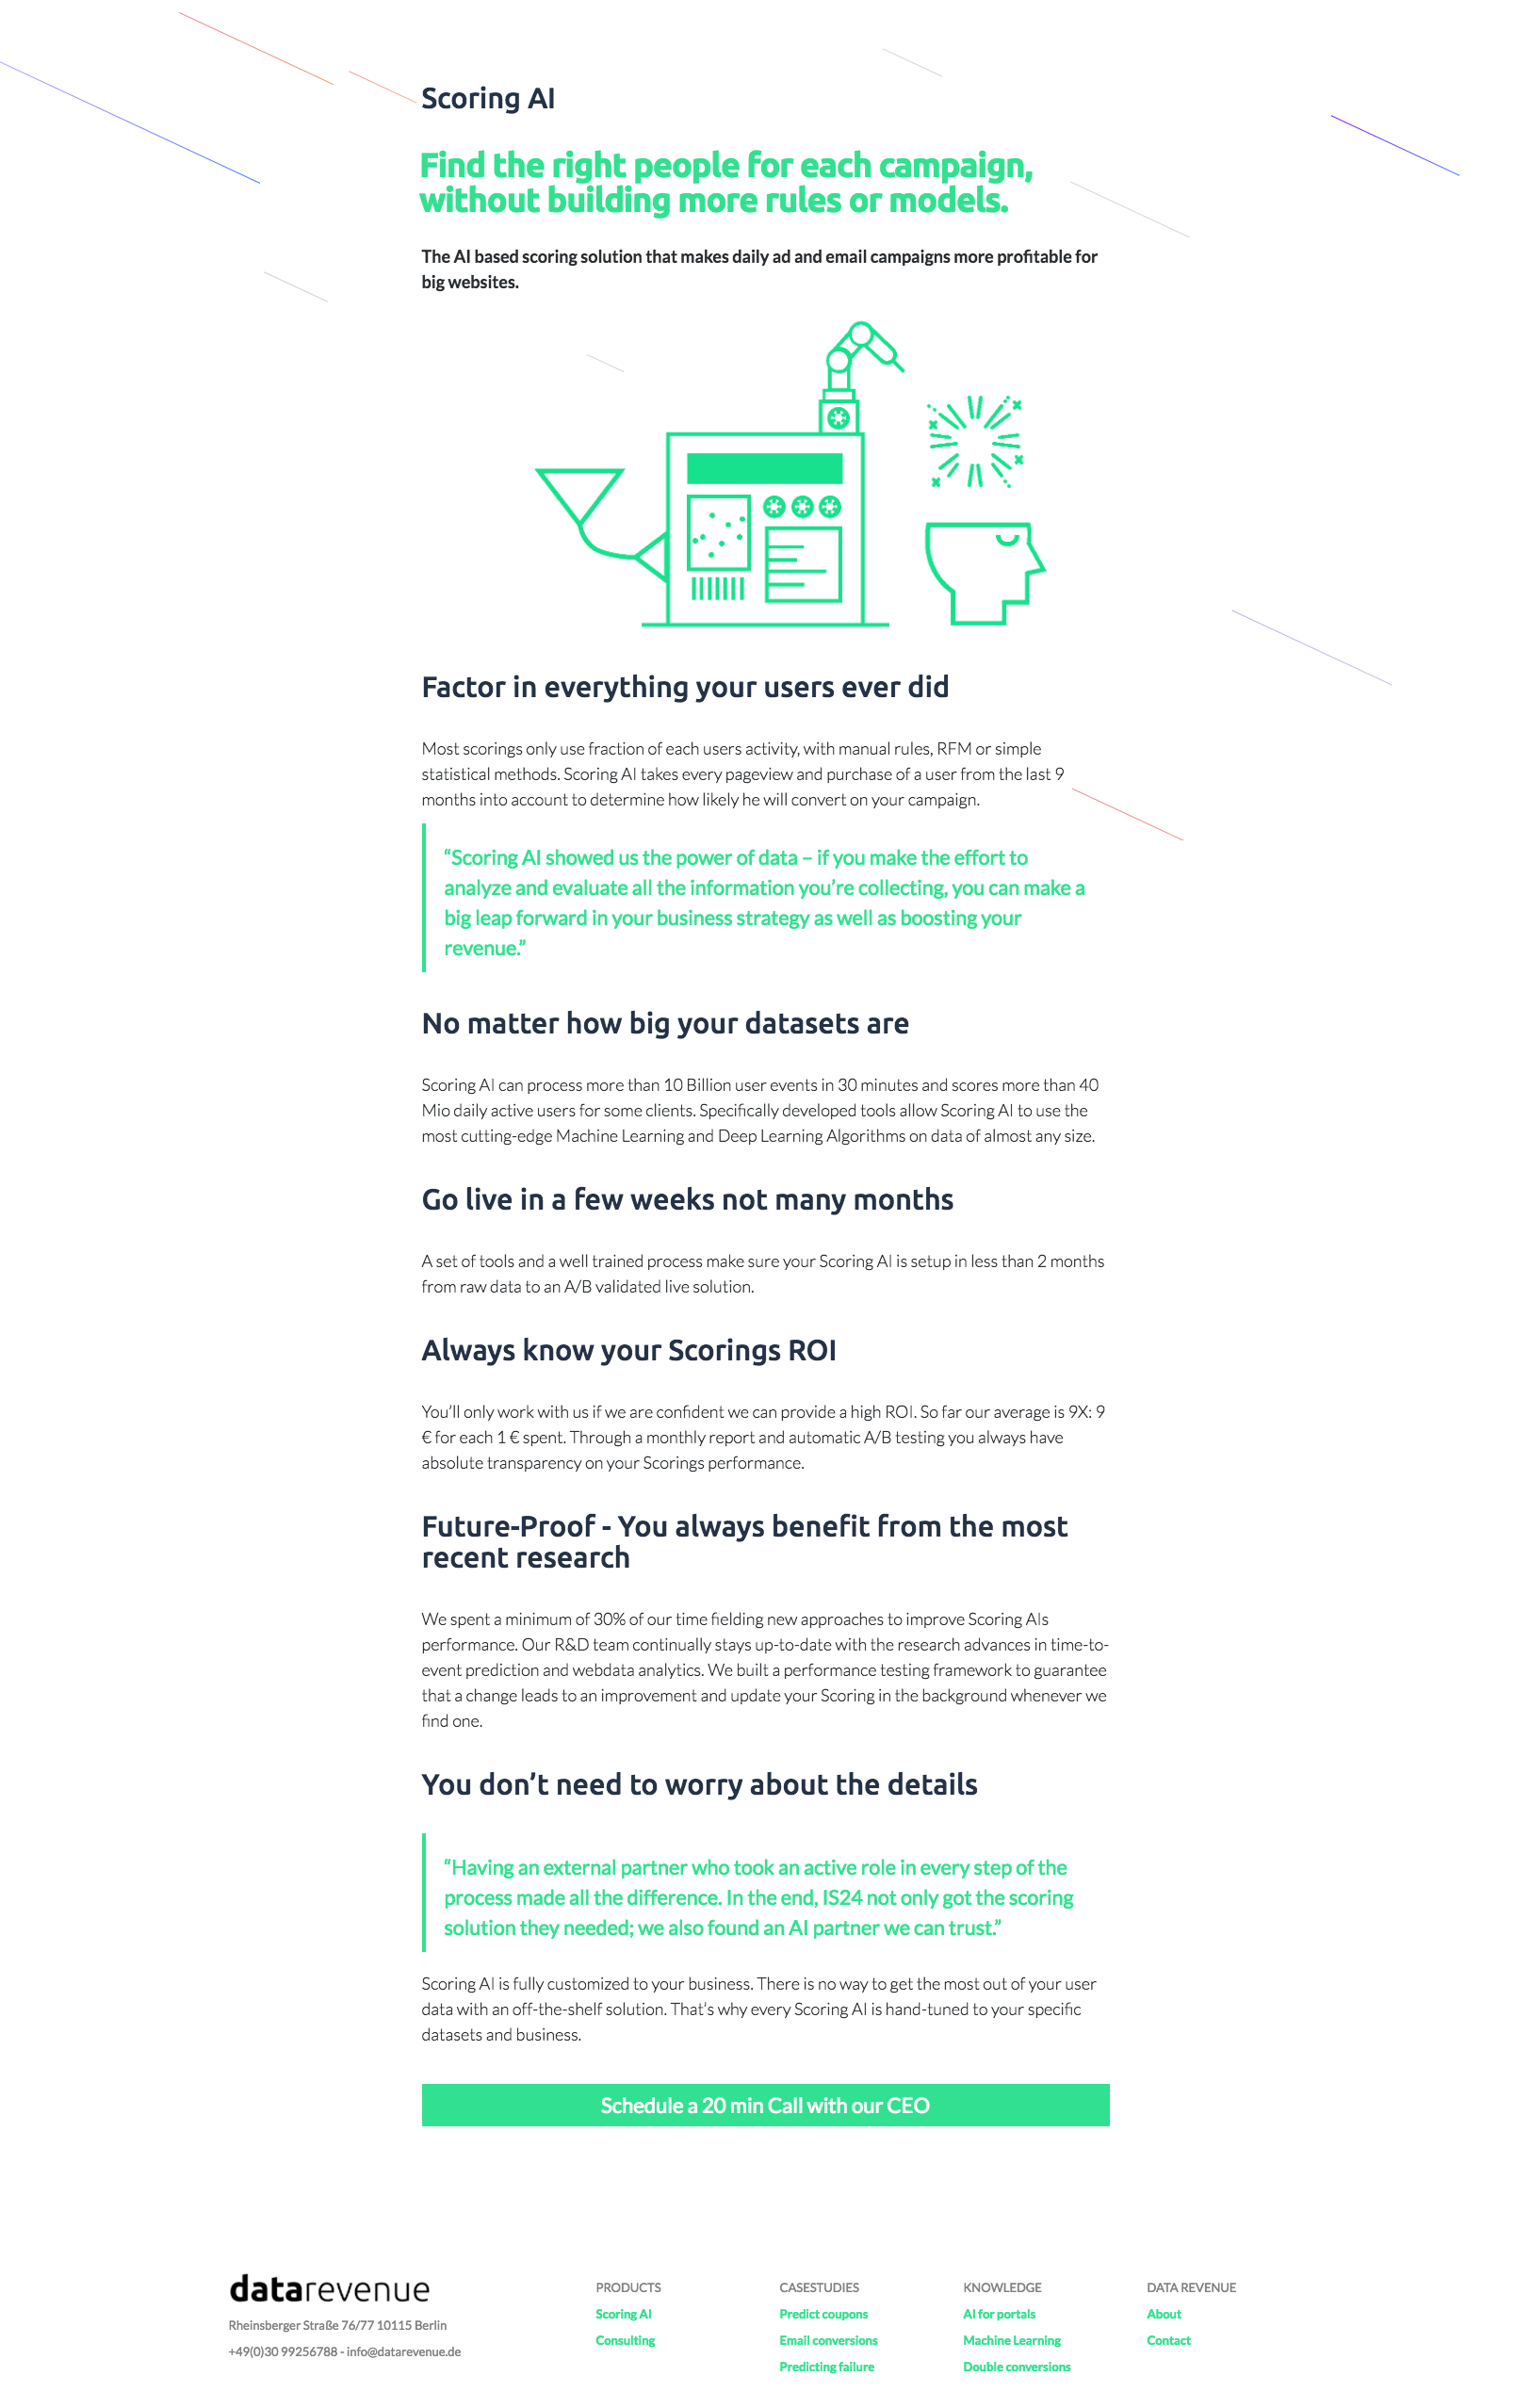 Scoring AI
Find the right people for each campaign,
without building more rules or models.
The AI based scoring solution that makes daily ad and email campaigns more profitable for
big websites.
Factor in everything your users ever did
Most scorings only use fraction of each users activity, with manual rules, RFM or simple
statistical methods. Scoring AI takes every pageview and purchase of a user from the last 9
months into account to determine how likely he will convert on your campaign.
“Scoring AI showed us the power of data – if you make the effort to
analyze and evaluate all the information you’re collecting, you can make a
big leap forward in your business strategy as well as boosting your
revenue.”
No matter how big your datasets are
Scoring AI can process more than 10 Billion user events in 30 minutes and scores more than 40
Mio daily active users for some clients. Specifically developed tools allow Scoring AI to use the
most cutting-edge Machine Learning and Deep Learning Algorithms on data of almost any size.
Go live in a few weeks not many months
A set of tools and a well trained process make sure your Scoring AI is setup in less than 2 months
from raw data to an A/B validated live solution.
Always know your Scorings ROI
You’ll only work with us if we are confident we can provide a high ROI. So far our average is 9X: 9
€ for each 1 € spent. Through a monthly report and automatic A/B testing you always have
absolute transparency on your Scorings performance.
Future-Proof - You always benefit from the most
recent research
We spent a minimum of 30% of our time fielding new approaches to improve Scoring AIs
performance. Our R&D team continually stays up-to-date with the research advances in time-to-
event prediction and webdata analytics. We built a performance testing framework to guarantee
that a change leads to an improvement and update your Scoring in the background whenever we
find one.
You don’t need to worry about the details
“Having an external partner who took an active role in every step of the
process made all the difference. In the end, IS24 not only got the scoring
solution they needed; we also found an AI partner we can trust.”
Scoring AI is fully customized to your business. There is no way to get the most out of your user
data with an off-the-shelf solution. That’s why every Scoring AI is hand-tuned to your specific
datasets and business.
Schedule a 20 min Call with our CEO
datarevenue
Rheinsberger Straße 76/77 10115 Berlin
+49(0)30 99256788 - info@datarevenue.de
PRODUCTS
Scoring AI
Consulting
CASESTUDIES
Predict coupons
Email conversions
Predicting failure
KNOWLEDGE
AI for portals
Machine Learning
Double conversions
DATA REVENUE
About
Contact